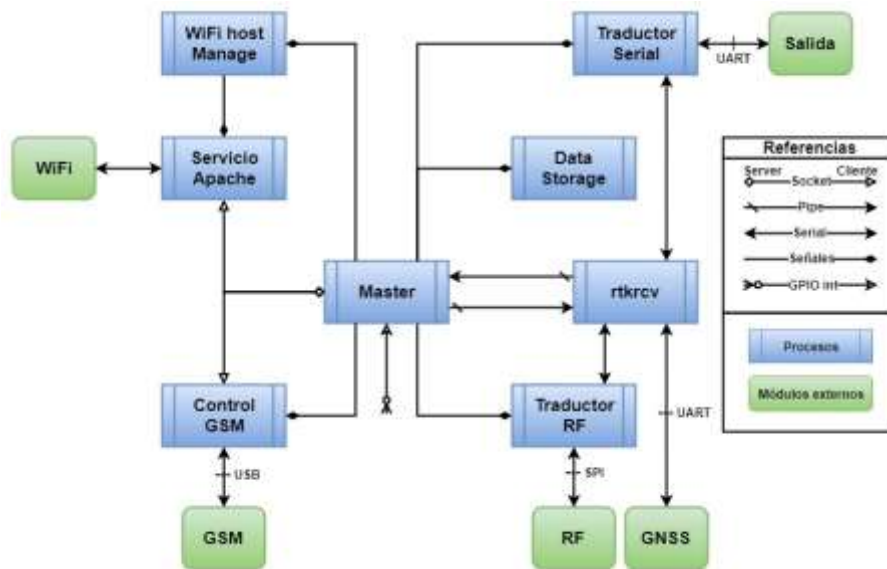 WiFi host
Manage
Traductor
Serial
UART
Salida
WiFi
Servicio
Apache
Data
Storage
Referencias
Server
Cliente
Socket
Pipe
Serial
Señales
GPIO int
Master
rtkrcv
Procesos
Módulos externos
Control
GSM
Traductor
RF
UART
USB
SPI
GSM
RF
GNSS